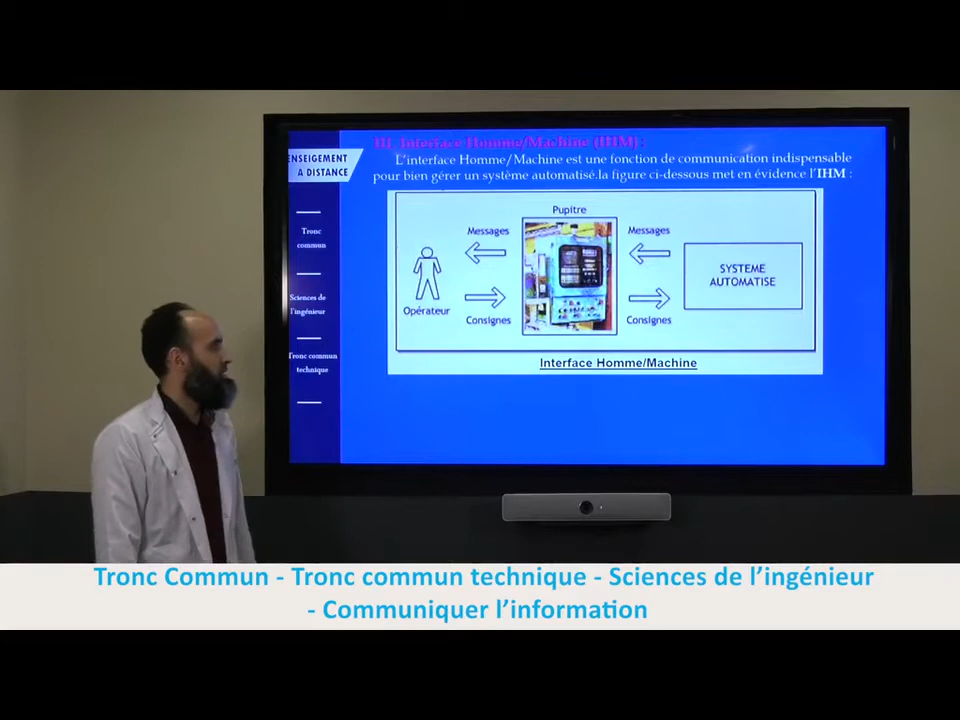 III. Interface Homme/Machine (IHM) :
ENSEIGEMENT
A DISTANCE
L'interface Homme/Machine est une fonction de communication indispensable
pour bien gérer un système automatisé.la figure ci-dessous met en évidence l'IHM :
Tronc
commun
Sciences de
l'ingénieur
Tronc commun
technique
Pupitre
Messages
Messages
SYSTEME
AUTOMATISE
Opérateur
Consignes
Consignes
Interface Homme/Machine
Tronc Commun - Tronc commun technique - Sciences de l'ingénieur
- Communiquer l'information